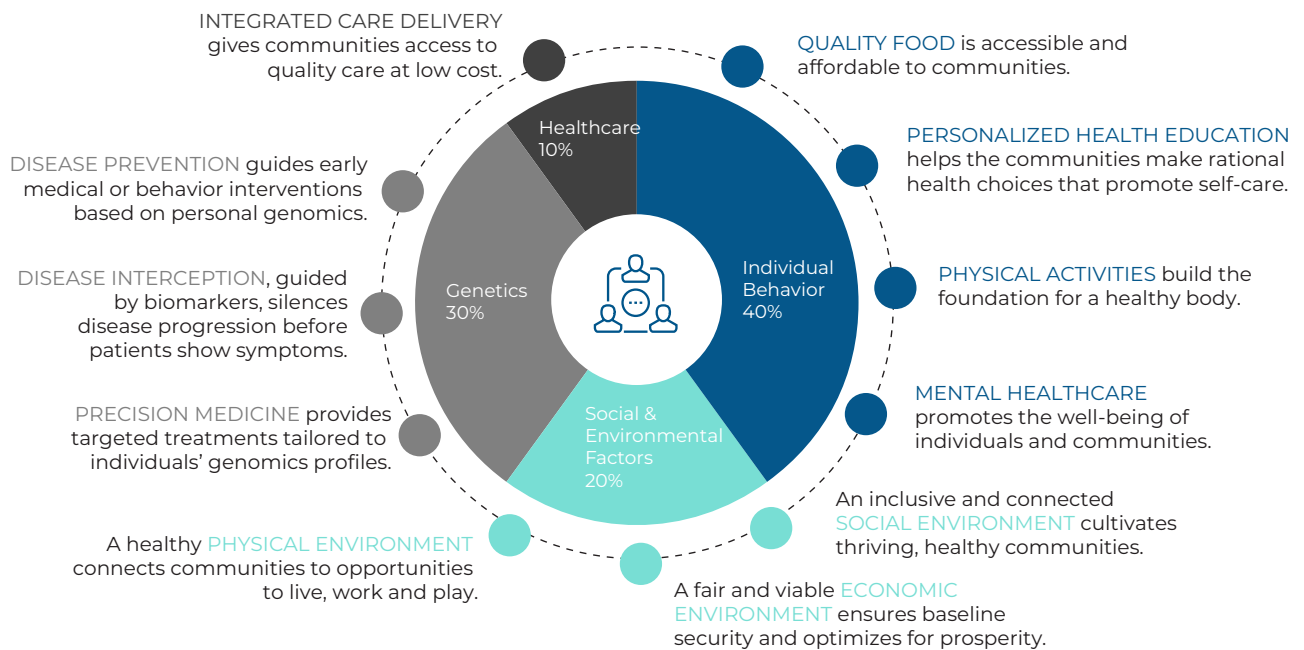 INTEGRATED CARE DELIVERY
gives communities access to
quality care at low cost.
QUALITY FOOD is accessible and
affordable to communities.
PERSONALIZED HEALTH EDUCATION
helps the communities make rational
health choices that promote self-care.
PHYSICAL ACTIVITIES build the
foundation for a healthy body.
MENTAL HEALTHCARE
promotes the well-being of
individuals and communities.
An inclusive and connected
SOCIAL ENVIRONMENT cultivates
thriving, healthy communities.
A fair and viable ECONOMIC
ENVIRONMENT ensures baseline
security and optimizes for prosperity.
A healthy PHYSICAL ENVIRONMENT
connects communities to opportunities
to live, work and play.
PRECISION MEDICINE provides
targeted treatments tailored to
individuals’ genomics profiles.
DISEASE INTERCEPTION, guided
by biomarkers, silences
disease progression before
patients show symptoms.
DISEASE PREVENTION guides early
medical or behavior interventions
based on personal genomics.
Healthcare
10%
Individual
Behavior
40%
Social &
Environmental
Factors
20%
Genetics
30%